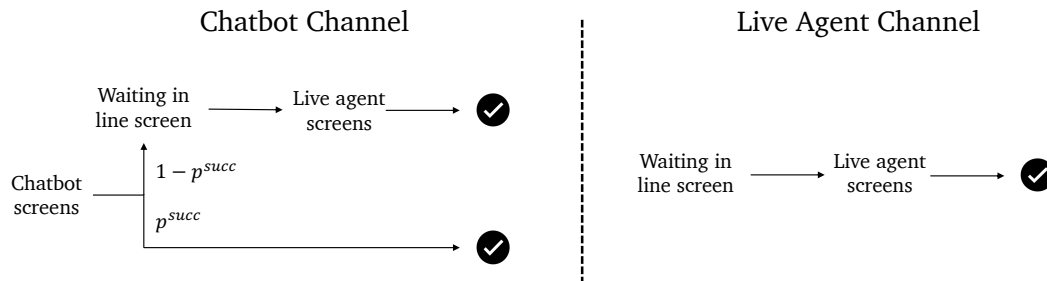 Chatbot Channel
Live Agent Channel
Waiting in
line screen
Live agent
screens
1 − p^succ
Chatbot
screens
p^succ
Waiting in
line screen
Live agent
screens